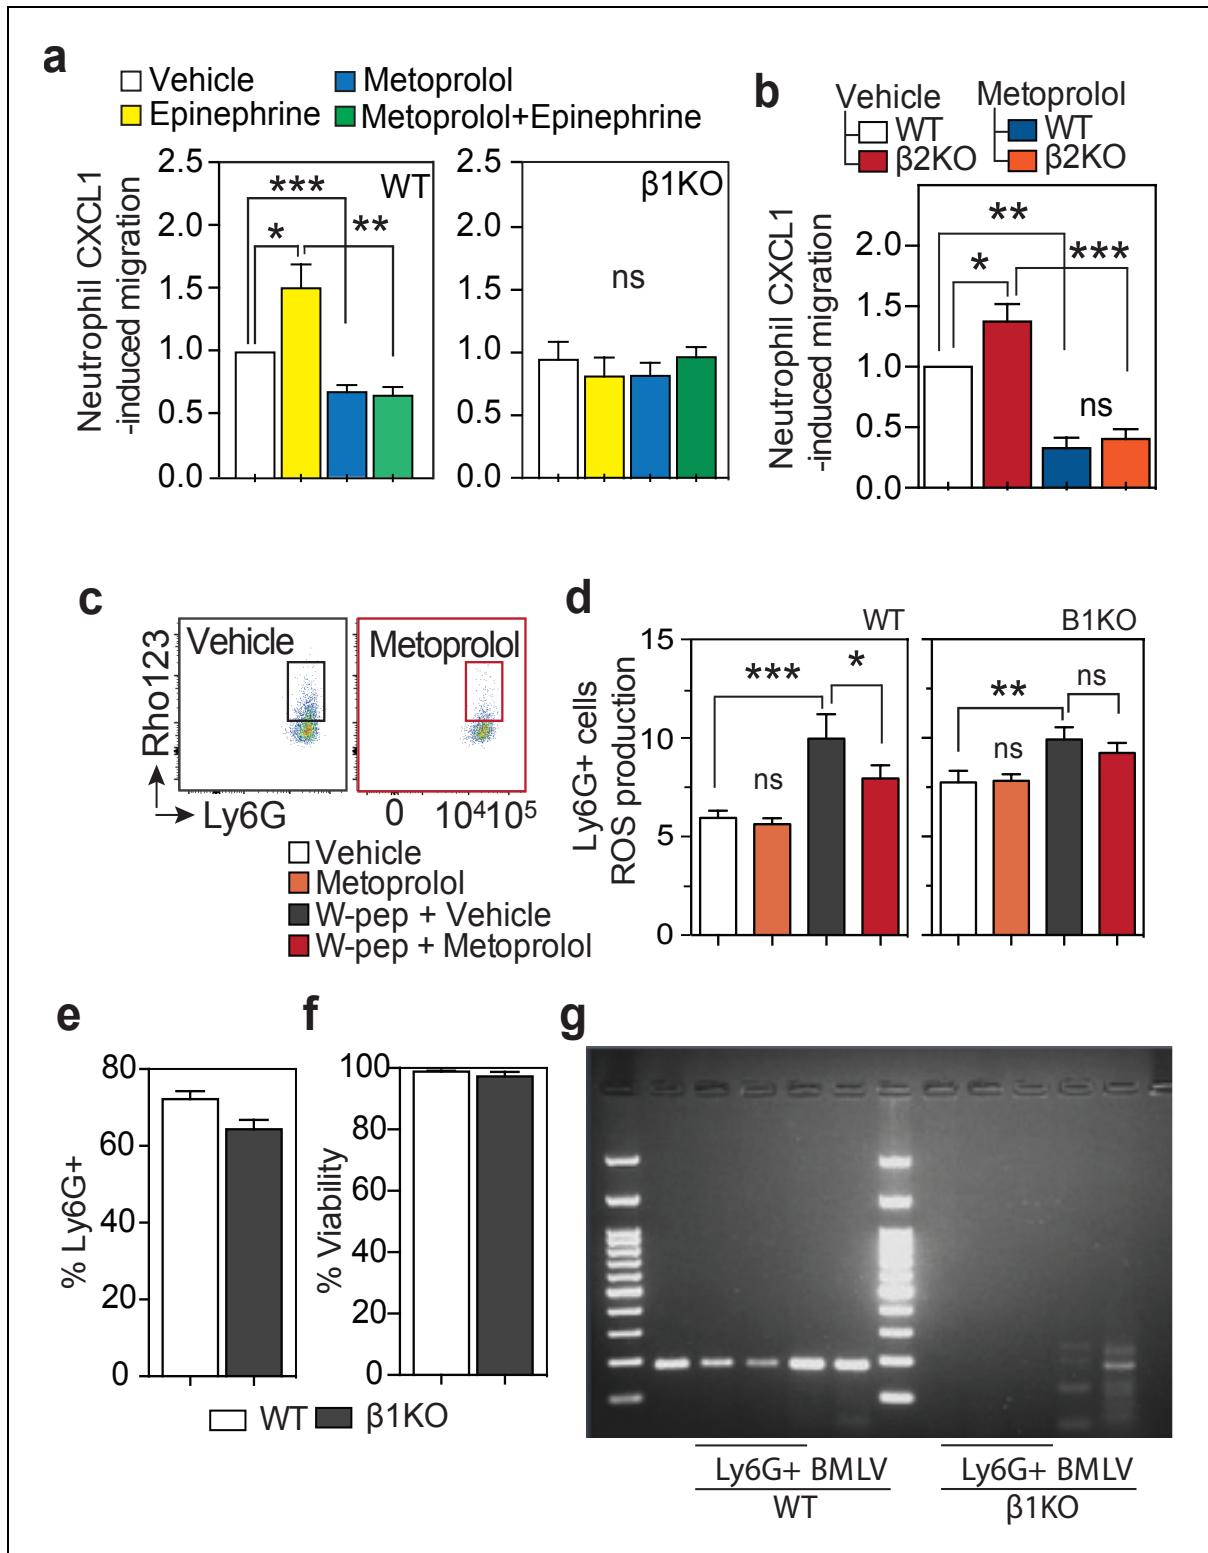 a
Vehicle
Metoprolol
Epinephrine
Metoprolol+Epinephrine
Neutrophil CXCL1
-induced migration
2.5
2.0
1.5
1.0
0.5
0.0
WT
***
*
**
2.5
2.0
1.5
1.0
0.5
0.0
β1KO
ns
b
Vehicle
WT
β2KO
Metoprolol
WT
β2KO
Neutrophil CXCL1
-induced migration
2.0
1.5
1.0
0.5
0.0
**
*
***
ns
c
Vehicle
Metoprolol
Rho123
Ly6G
0 10⁴10⁵
Vehicle
Metoprolol
W-pep + Vehicle
W-pep + Metoprolol
d
Ly6G+ cells
ROS production
15
10
5
0
WT
***
*
ns
B1KO
**
ns
ns
e
% Ly6G+
80
60
40
20
0
f
% Viability
100
80
60
40
20
0
WT
β1KO
g
Ly6G+ BMLV
WT
Ly6G+ BMLV
β1KO